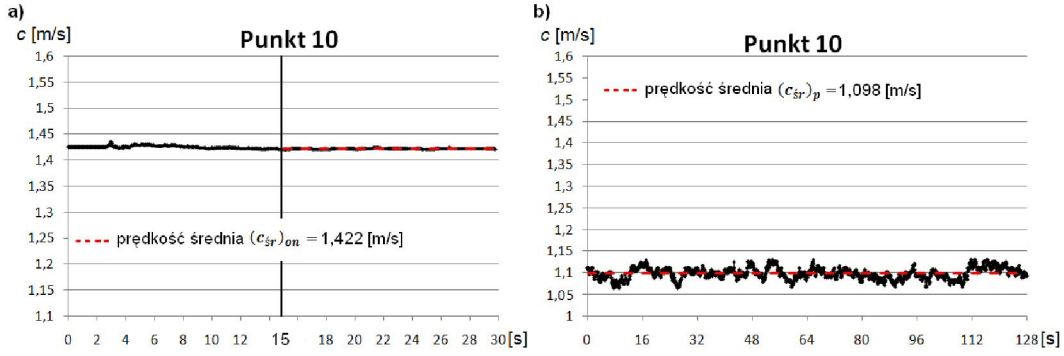 a)
c [m/s]
Punkt 10
1,6
1,55
1,5
1,45
1,4
1,35
1,3
1,25
1,2
1,15
1,1
prędkość średnia (cśr)on = 1,422 [m/s]
0 2 4 6 8 10 12 15 18 20 22 24 26 28 30 [s]
b)
c [m/s]
Punkt 10
1,6
1,55
1,5
1,45
1,4
1,35
1,3
1,25
1,2
1,15
1,1
1,05
1
prędkość średnia (cśr)p = 1,098 [m/s]
0 16 32 48 64 80 96 112 128 [s]